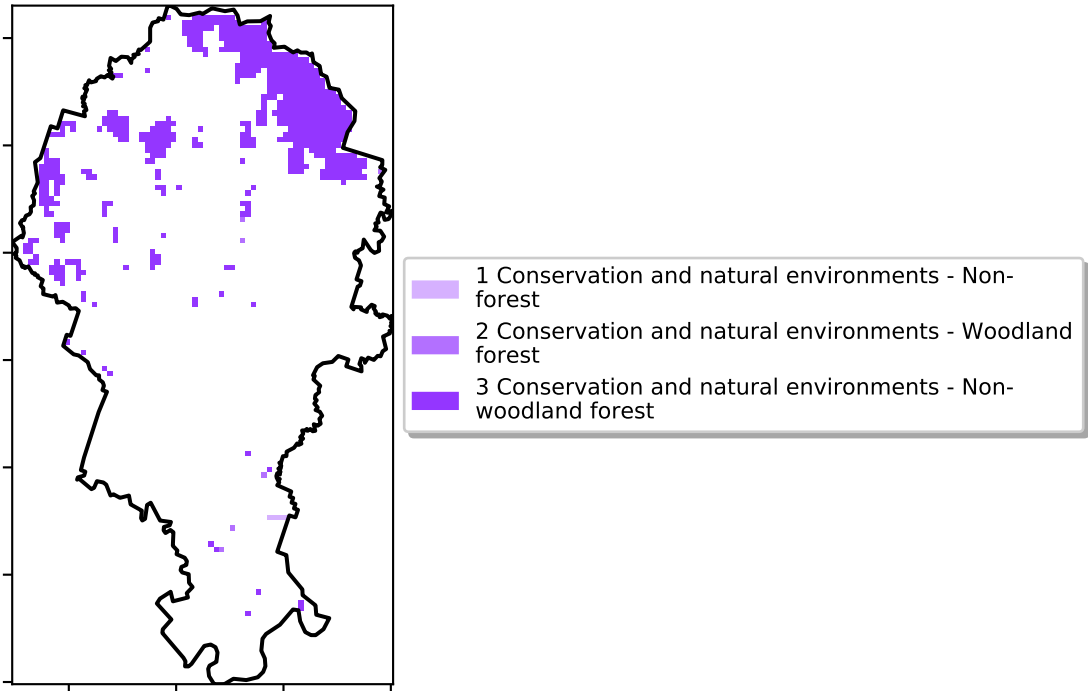 1 Conservation and natural environments - Non-
forest
2 Conservation and natural environments - Woodland
forest
3 Conservation and natural environments - Non-
woodland forest